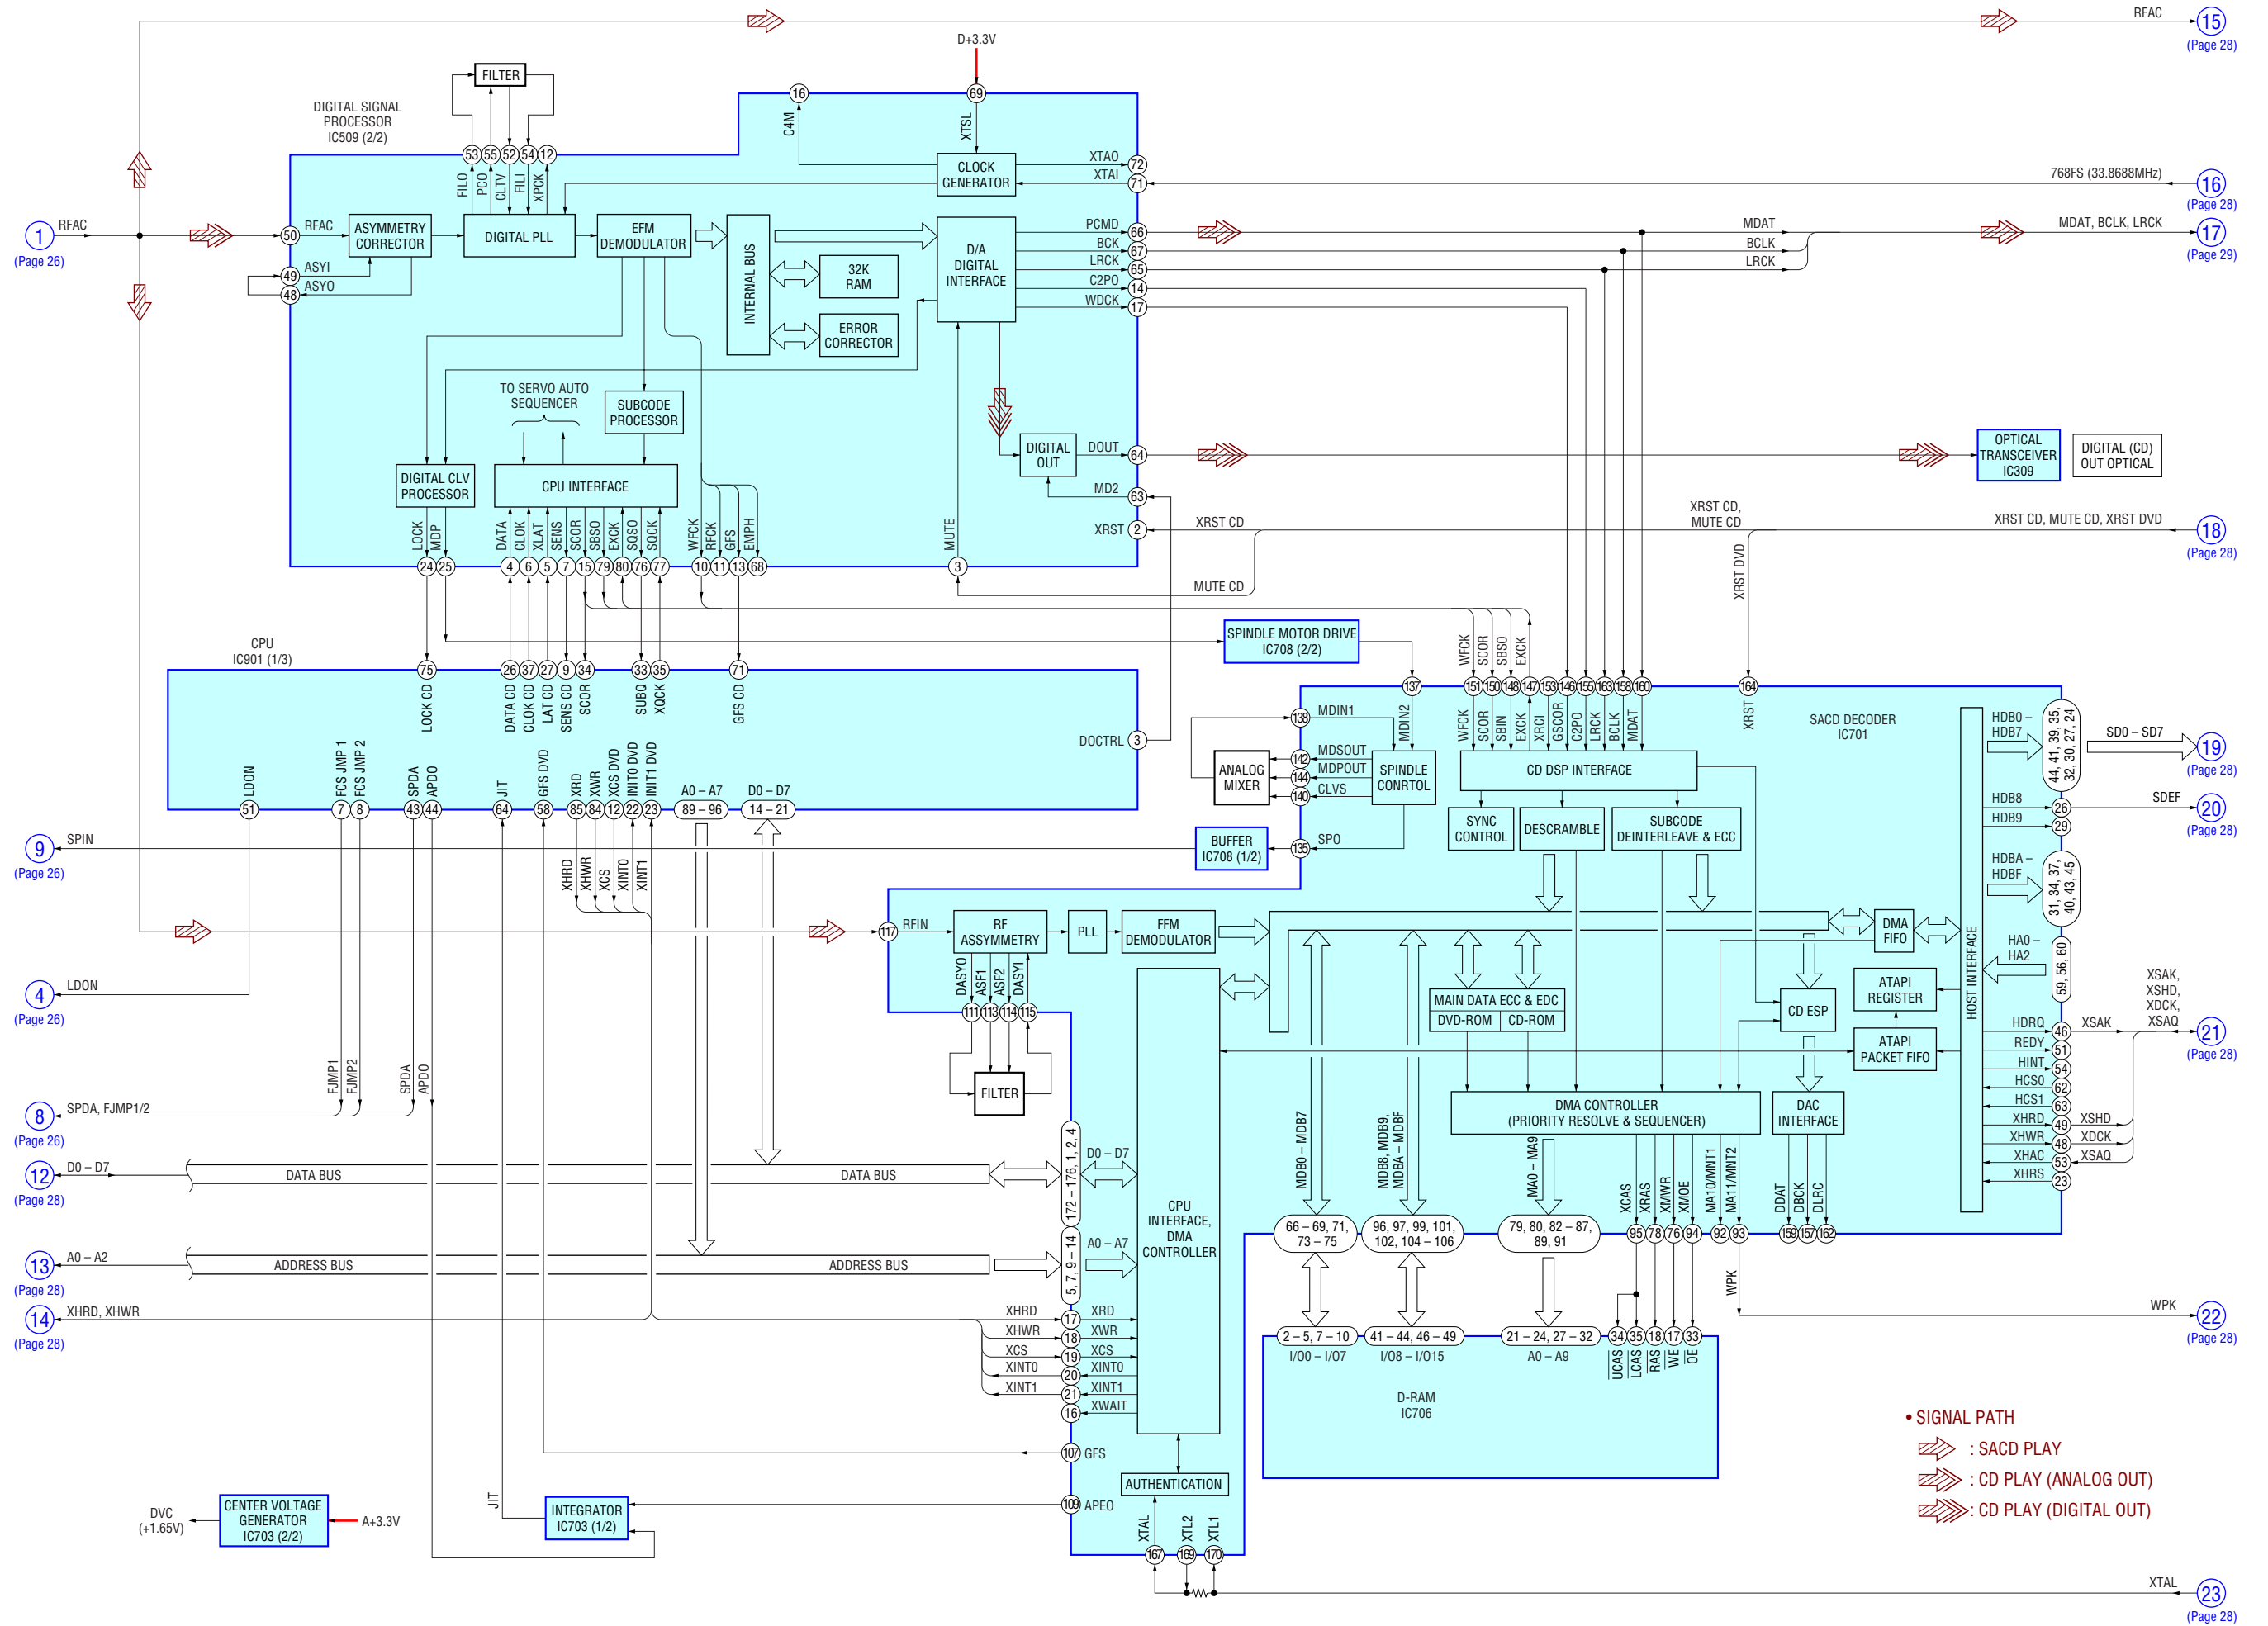 RFAC
15
(Page 28)
D+3.3V
FILTER
DIGITAL SIGNAL
PROCESSOR
IC509 (2/2)
16
69
C4M
XTSL
53
55
52
54
12
FILO
PCO
CLTV
FILI
XPCK
CLOCK
GENERATOR
XTAO
72
XTAI
71
768FS (33.8688MHz)
16
(Page 28)
1
(Page 26)
RFAC
50
RFAC
ASYMMETRY
CORRECTOR
DIGITAL PLL
EFM
DEMODULATOR
INTERNAL BUS
32K
RAM
ERROR
CORRECTOR
D/A
DIGITAL
INTERFACE
49
ASYI
48
ASYO
PCMD
66
BCK
67
LRCK
65
C2PO
14
WDCK
17
MDAT
BCLK
LRCK
MDAT, BCLK, LRCK
17
(Page 29)
TO SERVO AUTO
SEQUENCER
SUBCODE
PROCESSOR
DIGITAL
OUT
DOUT
64
OPTICAL
TRANSCEIVER
IC309
DIGITAL (CD)
OUT OPTICAL
DIGITAL CLV
PROCESSOR
CPU INTERFACE
MD2
63
XRST
2
XRST CD
XRST CD,
MUTE CD
XRST CD, MUTE CD, XRST DVD
18
(Page 28)
LOCK
MDP
DATA
CLOK
XLAT
SENS
SCOR
SBSO
EXCK
SQSO
SQCK
WFCK
RFCK
GFS
EMPH
MUTE
24
25
4
6
5
7
15
79
80
76
77
10
11
13
68
3
MUTE CD
XRST DVD
SPINDLE MOTOR DRIVE
IC708 (2/2)
WFCK
SCOR
SBSO
EXCK
CPU
IC901 (1/3)
75
26
37
27
9
34
33
35
71
LOCK CD
DATA CD
CLOK CD
LAT CD
SENS CD
SCOR
SUBQ
XQCK
GFS CD
DOCTRL
3
LDON
FCS JMP 1
FCS JMP 2
SPDA
APDO
JIT
GFS DVD
XRD
XWR
XCS DVD
INIT0 DVD
INIT1 DVD
A0 – A7
D0 – D7
51
7
8
43
44
64
58
85
84
12
22
23
89 – 96
14 – 21
137
151
150
148
147
153
146
155
163
158
160
164
MDIN2
WFCK
SCOR
SBIN
EXCK
XRCI
GSCOR
C2PO
LRCK
BCLK
MDAT
XRST
SACD DECODER
IC701
138
MDIN1
142
MDSOUT
144
MDPOUT
140
CLVS
ANALOG
MIXER
SPINDLE
CONRTOL
CD DSP INTERFACE
SYNC
CONTROL
DESCRAMBLE
SUBCODE
DEINTERLEAVE & ECC
HOST INTERFACE
HDB0 –
HDB7
44, 41, 39, 35,
32, 30, 27, 24
SD0 – SD7
19
(Page 28)
HDB8
26
SDEF
20
(Page 28)
HDB9
29
HDBA –
HDBF
31, 34, 37,
40, 43, 45
HA0 –
HA2
59, 56, 60
9
(Page 26)
SPIN
BUFFER
IC708 (1/2)
135
SPO
XHRD
XHWR
XCS
XINT0
XINT1
117
RFIN
RF
ASSYMMETRY
PLL
FFM
DEMODULATOR
DMA
FIFO
DASYO
ASF1
ASF2
DASYI
111
113
114
115
FILTER
MAIN DATA ECC & EDC
DVD-ROM
CD-ROM
CD ESP
ATAPI
REGISTER
ATAPI
PACKET FIFO
XSAK,
XSHD,
XDCK,
XSAQ
21
(Page 28)
HDRQ
46
XSAK
REDY
51
HINT
54
HCS0
62
HCS1
63
XHRD
49
XSHD
XHWR
48
XDCK
XHAC
53
XSAQ
XHRS
23
4
(Page 26)
LDON
FJMP1
FJMP2
SPDA
APDO
8
(Page 26)
SPDA, FJMP1/2
DMA CONTROLLER
(PRIORITY RESOLVE & SEQUENCER)
DAC
INTERFACE
MDB0 – MDB7
MDB8, MDB9,
MDBA – MDBF
MA0 – MA9
XCAS
XRAS
XMWR
XMOE
MA10/MNT1
MA11/MNT2
DDAT
DBCK
DLRC
12
(Page 28)
D0 – D7
DATA BUS
DATA BUS
172 – 176, 1, 2, 4
D0 – D7
CPU
INTERFACE,
DMA
CONTROLLER
13
(Page 28)
A0 – A2
ADDRESS BUS
ADDRESS BUS
5, 7, 9 – 14
A0 – A7
66 – 69, 71,
73 – 75
96, 97, 99, 101,
102, 104 – 106
79, 80, 82 – 87,
89, 91
95
78
76
94
92
93
159
157
162
14
(Page 28)
XHRD, XHWR
XHRD
17
XRD
XHWR
18
XWR
XCS
19
XCS
XINT0
20
XINT0
XINT1
21
XINT1
16
XWAIT
WPK
WPK
22
(Page 28)
2 – 5, 7 – 10
41 – 44, 46 – 49
21 – 24, 27 – 32
34
35
18
17
33
I/O0 – I/O7
I/O8 – I/O15
A0 – A9
UCAS
LCAS
RAS
WE
OE
D-RAM
IC706
107
GFS
AUTHENTICATION
109
APEO
JIT
INTEGRATOR
IC703 (1/2)
DVC
(+1.65V)
CENTER VOLTAGE
GENERATOR
IC703 (2/2)
A+3.3V
XTAL
XTL2
XTL1
167
169
170
XTAL
23
(Page 28)
• SIGNAL PATH
: SACD PLAY
: CD PLAY (ANALOG OUT)
: CD PLAY (DIGITAL OUT)